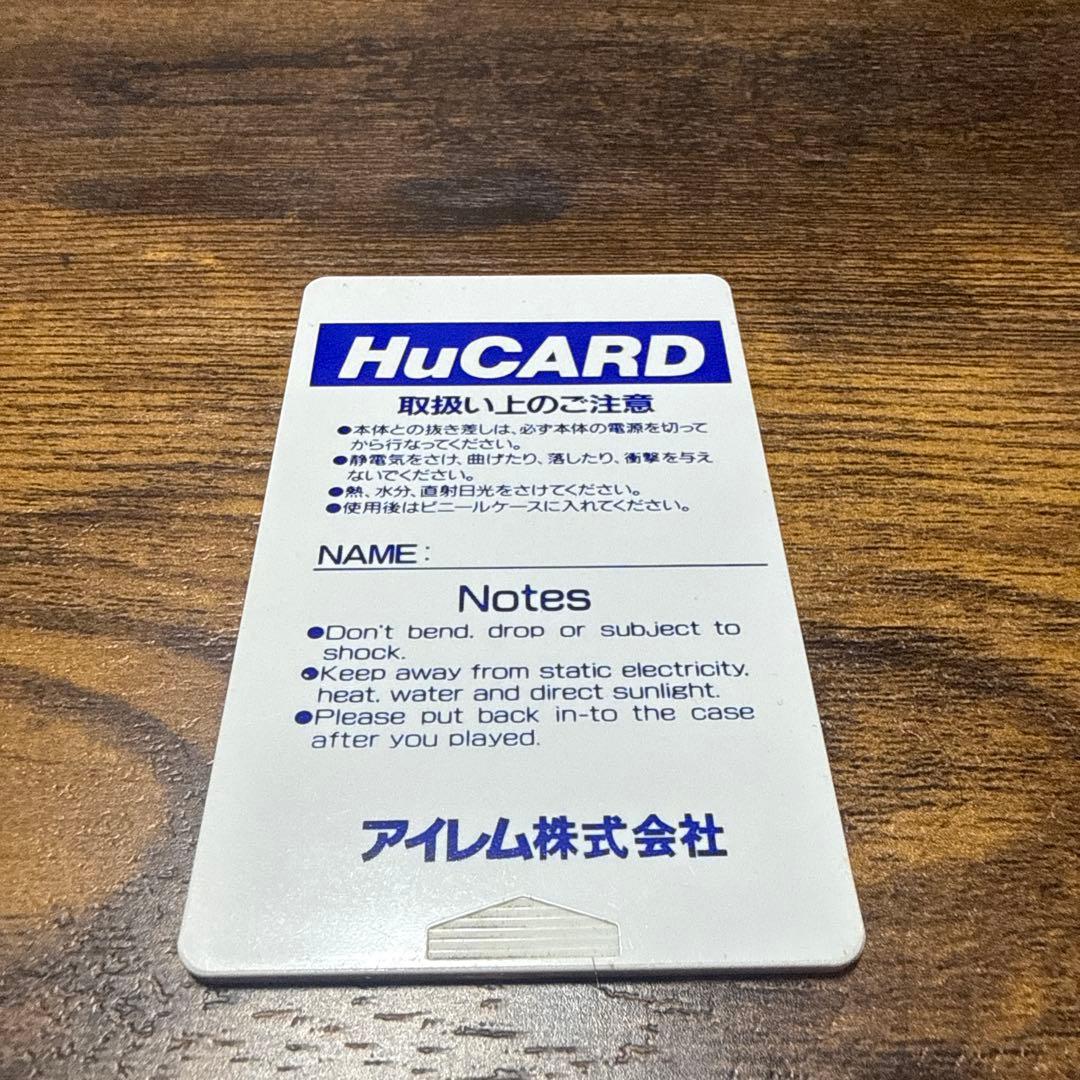 HuCARD
取扱い上のご注意
●本体との抜き差しは、必ず本体の電源を切って
から行なってください。
●静電気をさけ、曲げたり、落したり、衝撃を与え
ないでください。
●熱、水分、直射日光をさけてください。
●使用後はビニールケースに入れてください。
NAME:
Notes
●Don't bend. drop or subject to
shock.
●Keep away from static electricity.
heat. water and direct sunlight.
●Please put back in-to the case
after you played.
アイレム株式会社